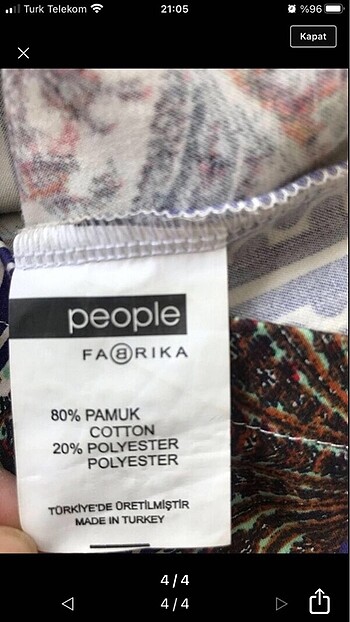 Turk Telekom 21:05 %96
Kapat
people
FABRIKA
80% PAMUK
COTTON
20% POLYESTER
POLYESTER
TÜRKİYE'DE ÜRETİLMİŞTİR
MADE IN TURKEY
4/4
4/4